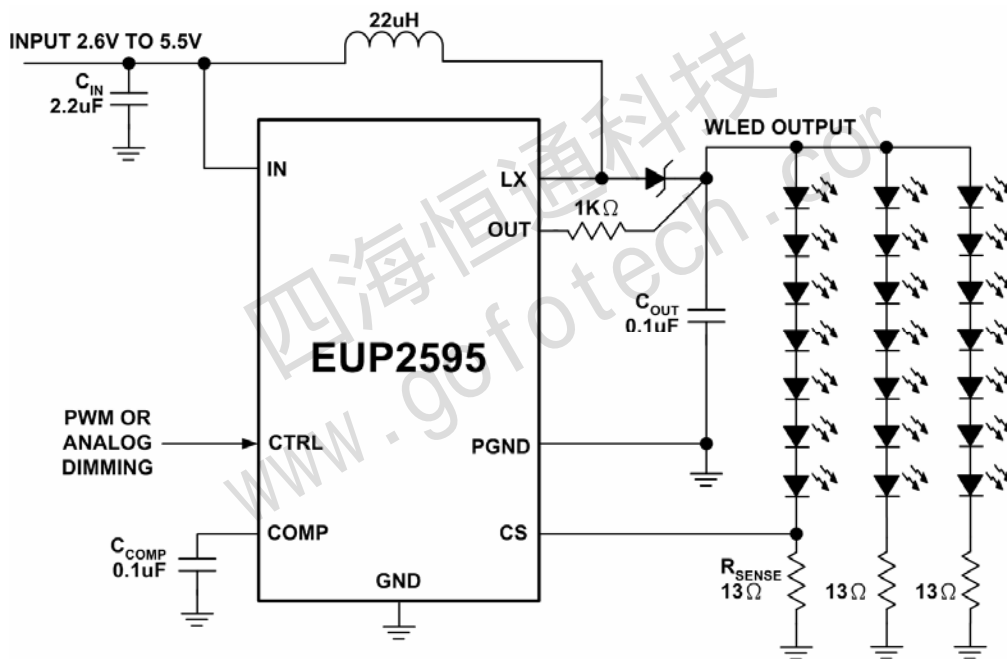 22uH
INPUT 2.6V TO 5.5V
CIN
2.2uF
WLED OUTPUT
IN
LX
1KΩ
OUT
COUT
0.1uF
EUP2595
PWM OR
ANALOG
DIMMING
CTRL
PGND
COMP
CS
CCOMP
0.1uF
GND
RSENSE
13Ω
13Ω
13Ω
四海恒通科技
www.gofotech.com